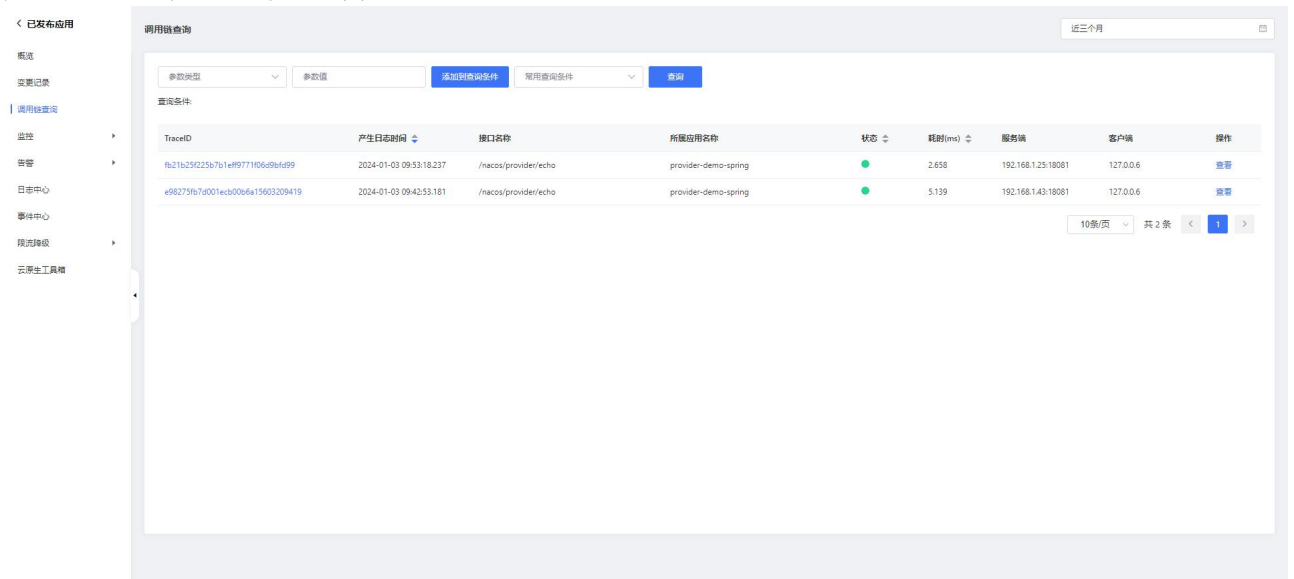 已发布应用
概览
变更记录
调用链查询
监控
告警
日志中心
事件中心
限流降级
云原生工具箱
调用链查询
近三个月
参数类型 参数值 添加到查询条件 常用查询条件 查询
查询条件:
TraceID 产生日志时间 接口名称 所属应用名称 状态 耗时(ms) 服务端 客户端 操作
fb21b25f225b7b1eff9771f06d9bfd99 2024-01-03 09:53:18.237 /nacos/provider/echo provider-demo-spring 2.658 192.168.1.25:18081 127.0.0.6 查看
e98275fb7d001ecb00b6a15603209419 2024-01-03 09:42:53.181 /nacos/provider/echo provider-demo-spring 5.139 192.168.1.43:18081 127.0.0.6 查看
10条/页 共 2 条 1